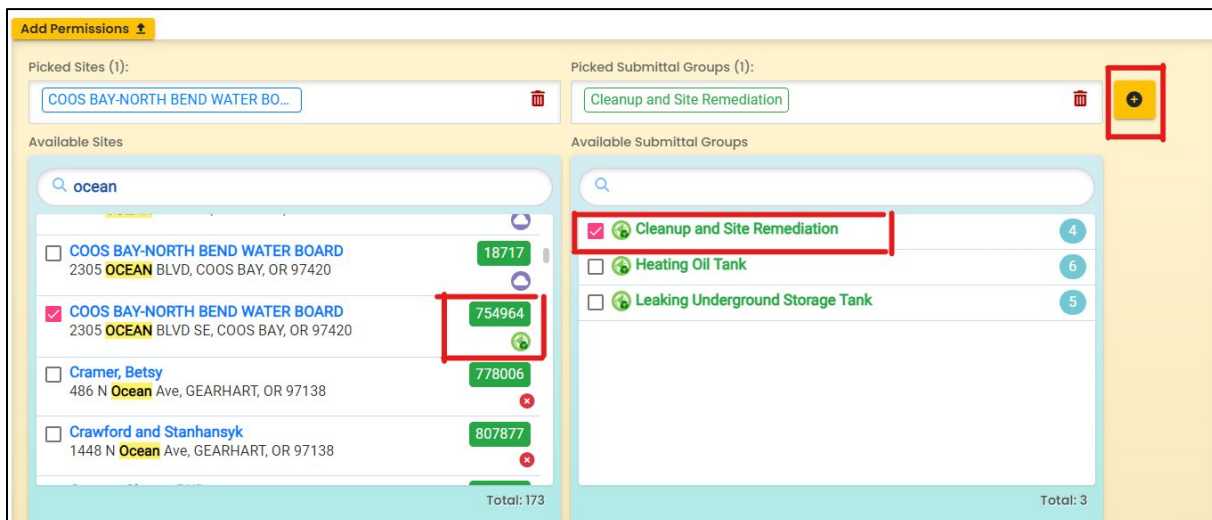 Add Permissions
Picked Sites (1):
COOS BAY-NORTH BEND WATER BO...
Picked Submittal Groups (1):
Cleanup and Site Remediation
Available Sites
ocean
COOS BAY-NORTH BEND WATER BOARD
18717
2305 OCEAN BLVD, COOS BAY, OR 97420
COOS BAY-NORTH BEND WATER BOARD
754964
2305 OCEAN BLVD SE, COOS BAY, OR 97420
Cramer, Betsy
778006
486 N Ocean Ave, GEARHART, OR 97138
Crawford and Stanhansyk
807877
1448 N Ocean Ave, GEARHART, OR 97138
Total: 173
Available Submittal Groups
Cleanup and Site Remediation
4
Heating Oil Tank
6
Leaking Underground Storage Tank
5
Total: 3